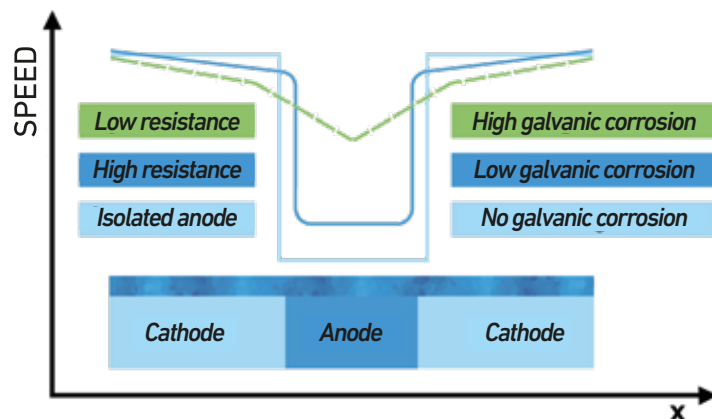 SPEED
Low resistance
High galvanic corrosion
High resistance
Low galvanic corrosion
Isolated anode
No galvanic corrosion
Cathode
Anode
Cathode
x